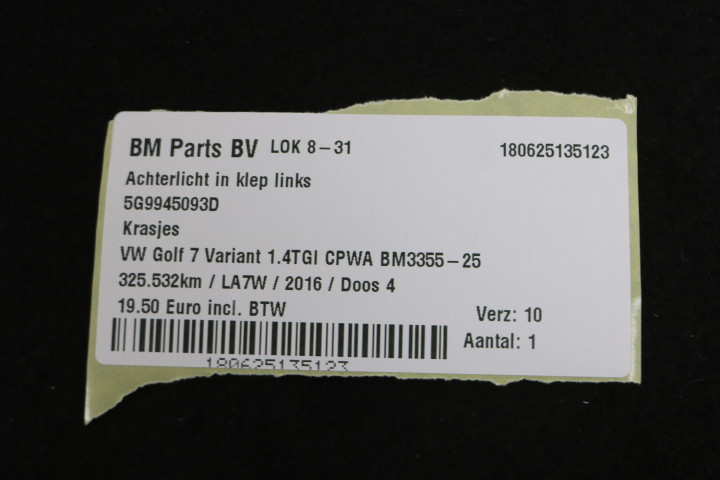 BM Parts BV LOK 8-31 180625135123
Achterlicht in klep links
5G9945093D
Krasjes
VW Golf 7 Variant 1.4TGI CPWA BM3355-25
325.532km / LA7W / 2016 / Doos 4
19.50 Euro incl. BTW Verz: 10
Aantal: 1
180625135123